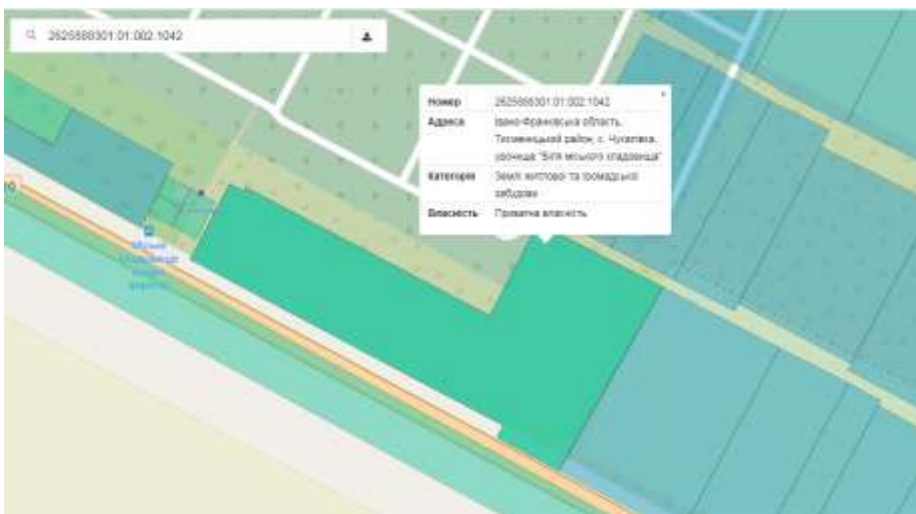 2625888301:01:002:1042
Номер 2625888301:01:002:1042
Адреса Івано-Франківська область,
Тисменицький район, с. Чукалівка,
урочище "Біля міського кладовища"
Категорія Землі житлової та громадської
забудови
Власність Приватна власність
Міське